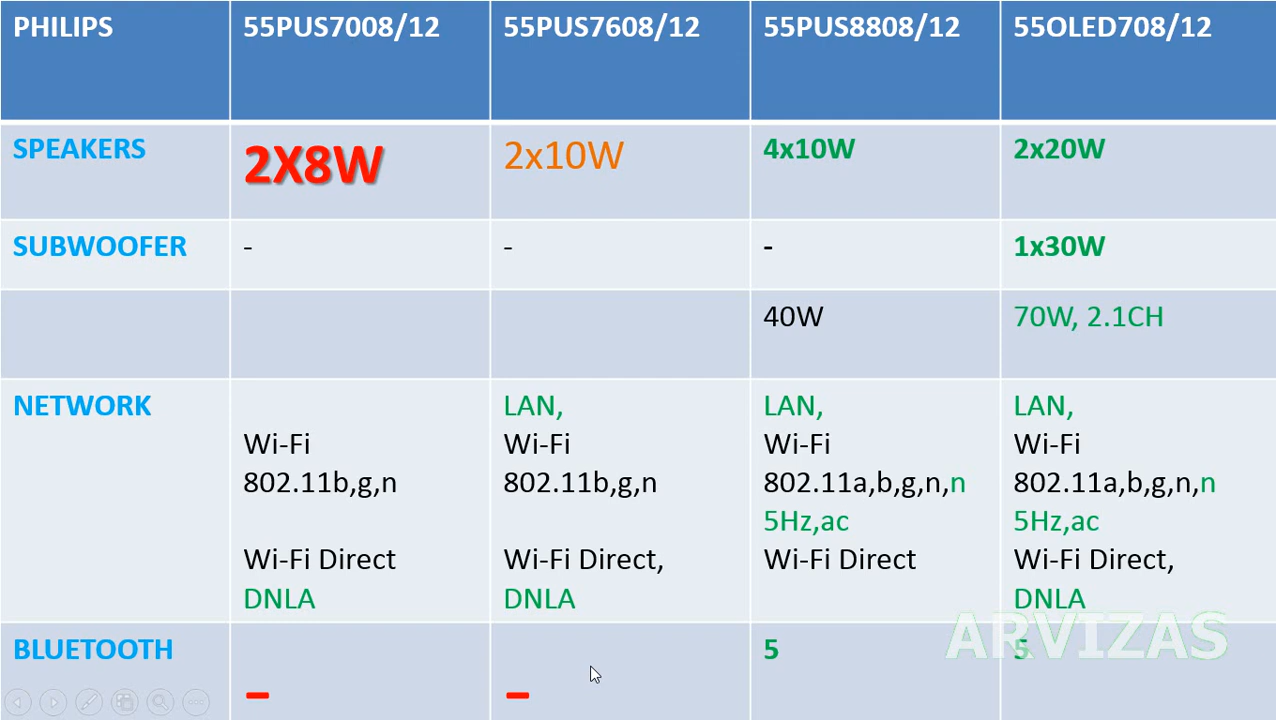 PHILIPS 55PUS7008/12 55PUS7608/12 55PUS8808/12 55OLED708/12
SPEAKERS 2X8W 2x10W 4x10W 2x20W
SUBWOOFER - - - 1x30W
40W 70W, 2.1CH
NETWORK LAN, LAN, LAN,
Wi-Fi Wi-Fi Wi-Fi Wi-Fi
802.11b,g,n 802.11b,g,n 802.11a,b,g,n,n 802.11a,b,g,n,n
5Hz,ac 5Hz,ac
Wi-Fi Direct Wi-Fi Direct, Wi-Fi Direct Wi-Fi Direct,
DNLA DNLA DNLA
ARVIZAS
BLUETOOTH 5 5
- -